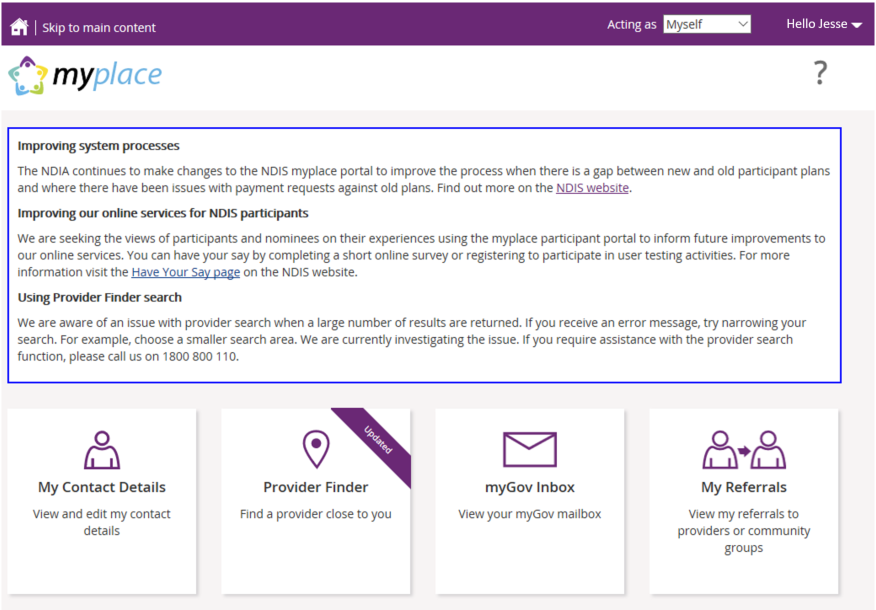 Skip to main content
Acting as Myself
Hello Jesse
myplace
?
Improving system processes
The NDIA continues to make changes to the NDIS myplace portal to improve the process when there is a gap between new and old participant plans
and where there have been issues with payment requests against old plans. Find out more on the NDIS website.
Improving our online services for NDIS participants
We are seeking the views of participants and nominees on their experiences using the myplace participant portal to inform future improvements to
our online services. You can have your say by completing a short online survey or registering to participate in user testing activities. For more
information visit the Have Your Say page on the NDIS website.
Using Provider Finder search
We are aware of an issue with provider search when a large number of results are returned. If you receive an error message, try narrowing your
search. For example, choose a smaller search area. We are currently investigating the issue. If you require assistance with the provider search
function, please call us on 1800 800 110.
My Contact Details
View and edit my contact
details
Updated
Provider Finder
Find a provider close to you
myGov Inbox
View your myGov mailbox
My Referrals
View my referrals to
providers or community
groups